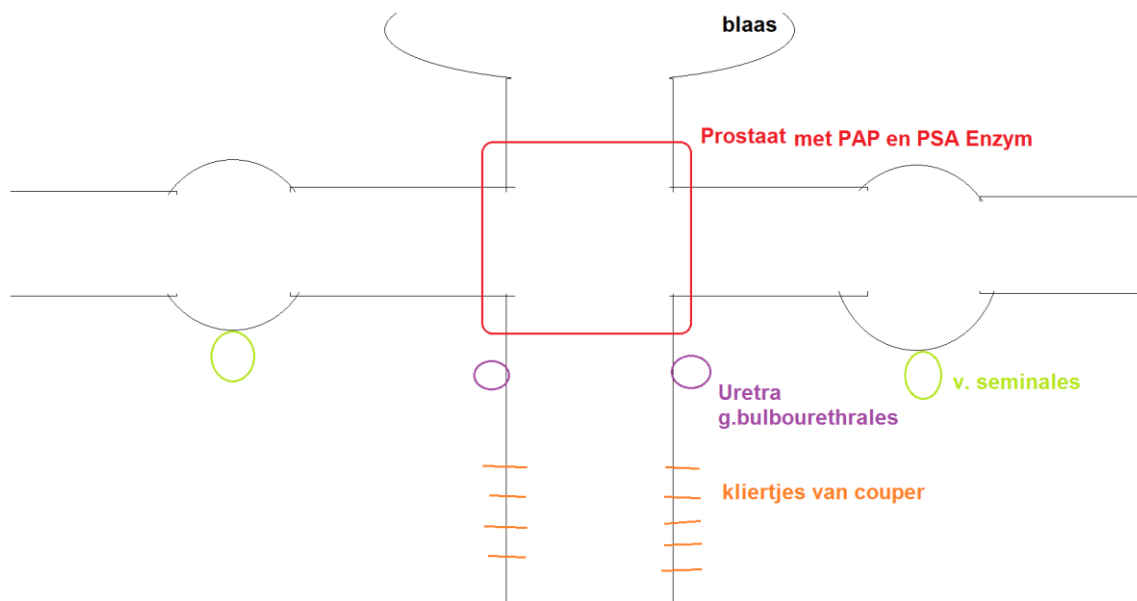 blaas
Prostaat met PAP en PSA Enzym
v. seminales
Uretra
g.bulbourethrales
kliertjes van couper